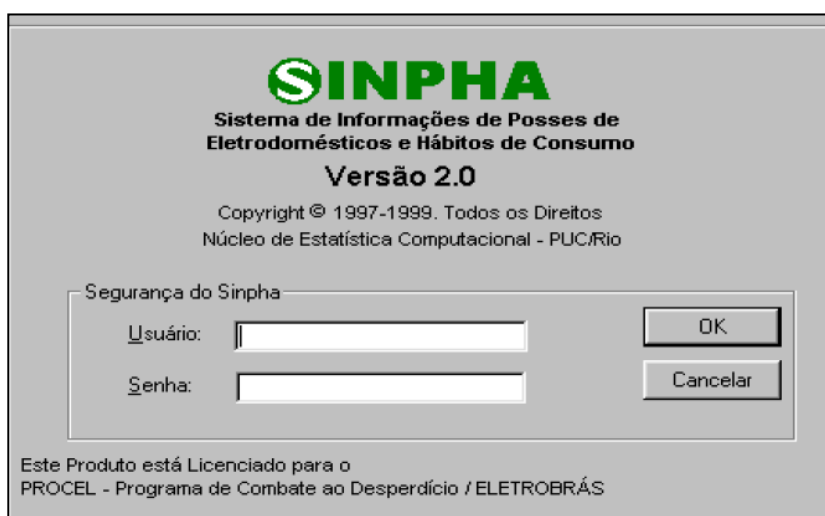 SINPHA
Sistema de Informações de Posses de
Eletrodomésticos e Hábitos de Consumo
Versão 2.0
Copyright © 1997-1999. Todos os Direitos
Núcleo de Estatística Computacional - PUC/Rio
Segurança do Sinpha
Usuário:
OK
Senha:
Cancelar
Este Produto está Licenciado para o
PROCEL - Programa de Combate ao Desperdício / ELETROBRÁS